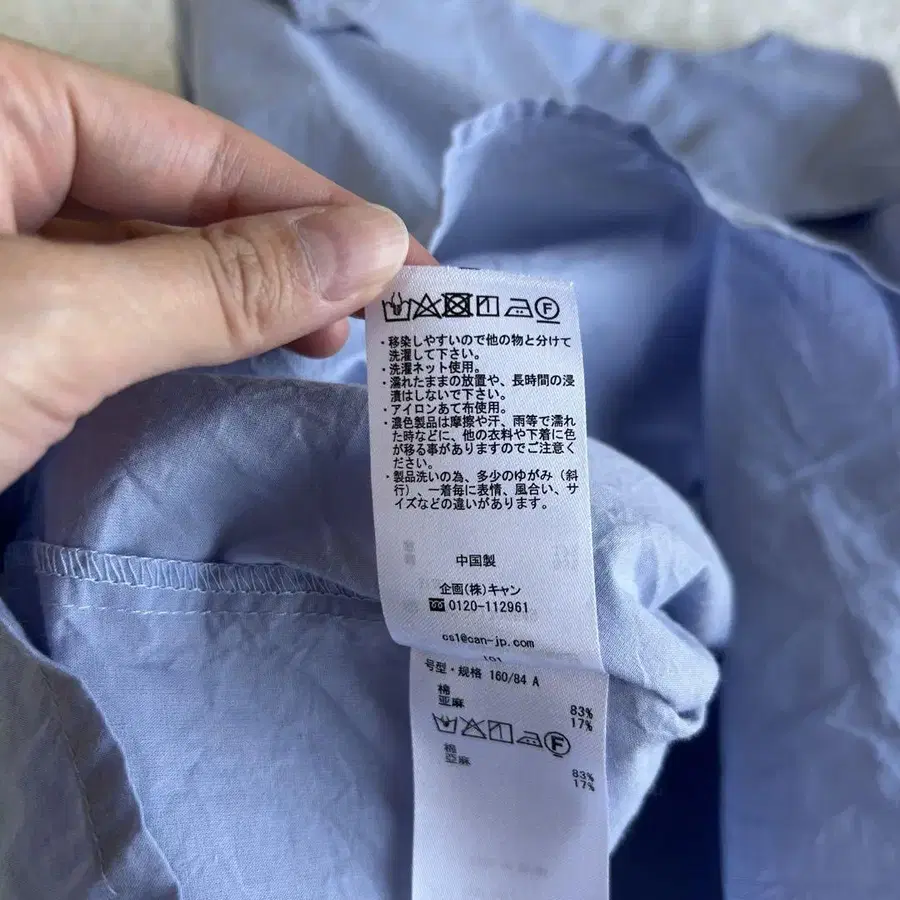 ・移染しやすいので他の物と分けて
洗濯して下さい。
・洗濯ネット使用。
・濡れたままの放置や、長時間の浸
漬はしないで下さい。
・アイロンあて布使用。
・濃色製品は摩擦や汗、雨等で濡れ
た時などに、他の衣料や下着に色
が移る事がありますのでご注意
ください。
・製品洗いの為、多少のゆがみ（斜
行）、一着毎に表情、風合い、サ
イズなどの違いがあります。
中国製
企画(株)キャン
0120-112961
cs1@can-jp.com
号型・规格 160/84 A
棉 83%
亚麻 17%
F
棉 83%
亚麻 17%